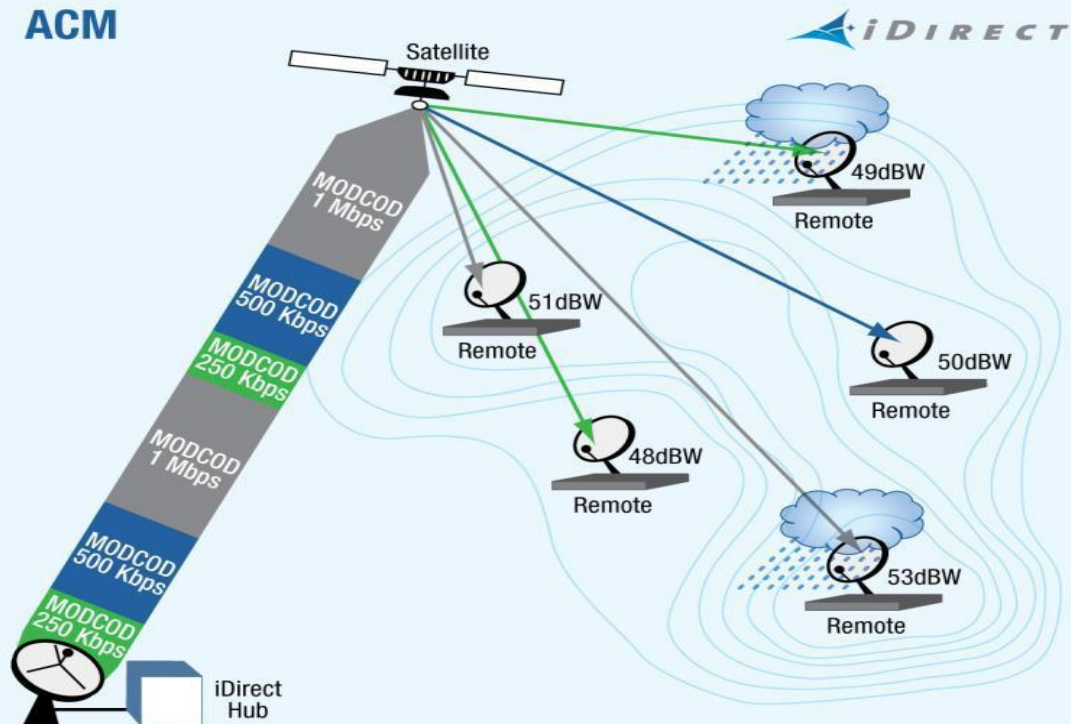 ACM
iDIRECT
Satellite
MODCOD
1 Mbps
MODCOD
500 Kbps
MODCOD
250 Kbps
MODCOD
1 Mbps
MODCOD
500 Kbps
MODCOD
250 Kbps
iDirect
Hub
49dBW
Remote
51dBW
Remote
50dBW
Remote
48dBW
Remote
53dBW
Remote